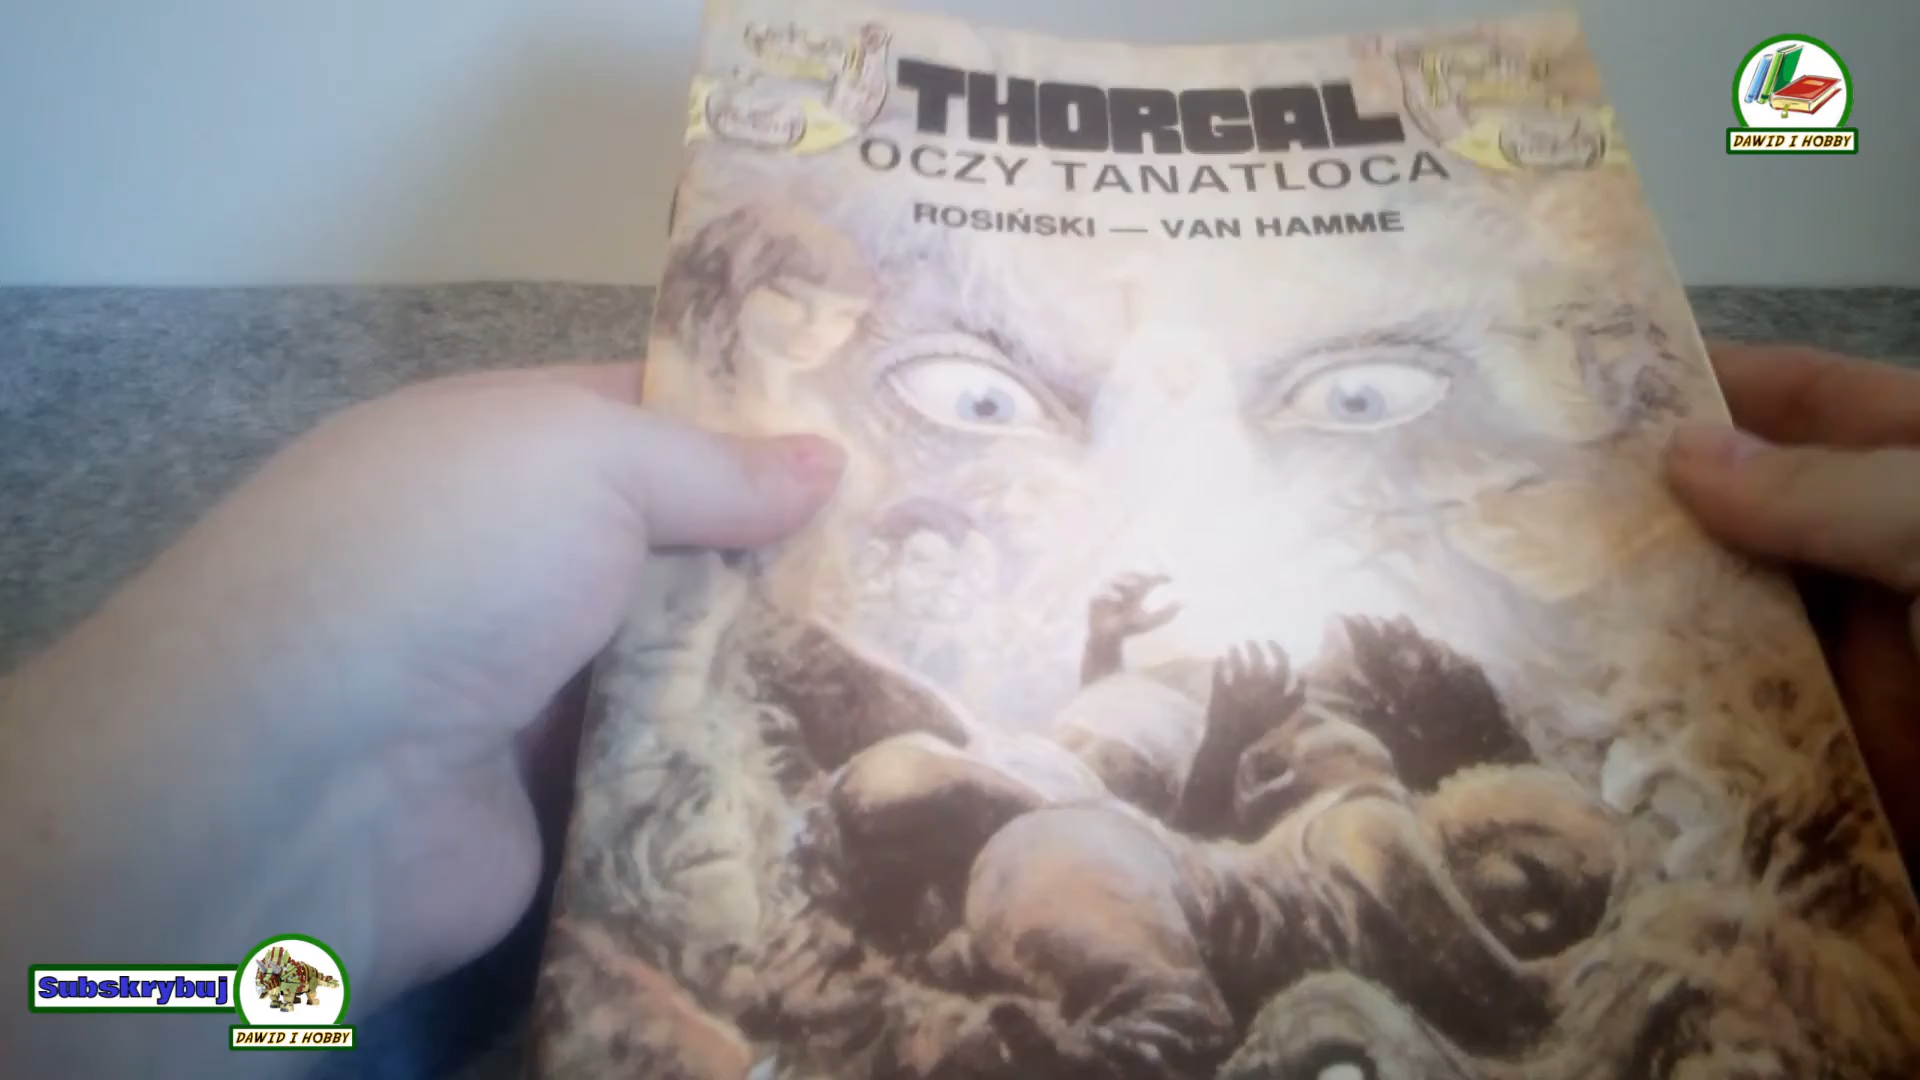 THORGAL
OCZY TANATLOCA
ROSIŃSKI — VAN HAMME
DAWID I HOBBY
Subskrybuj
DAWID I HOBBY